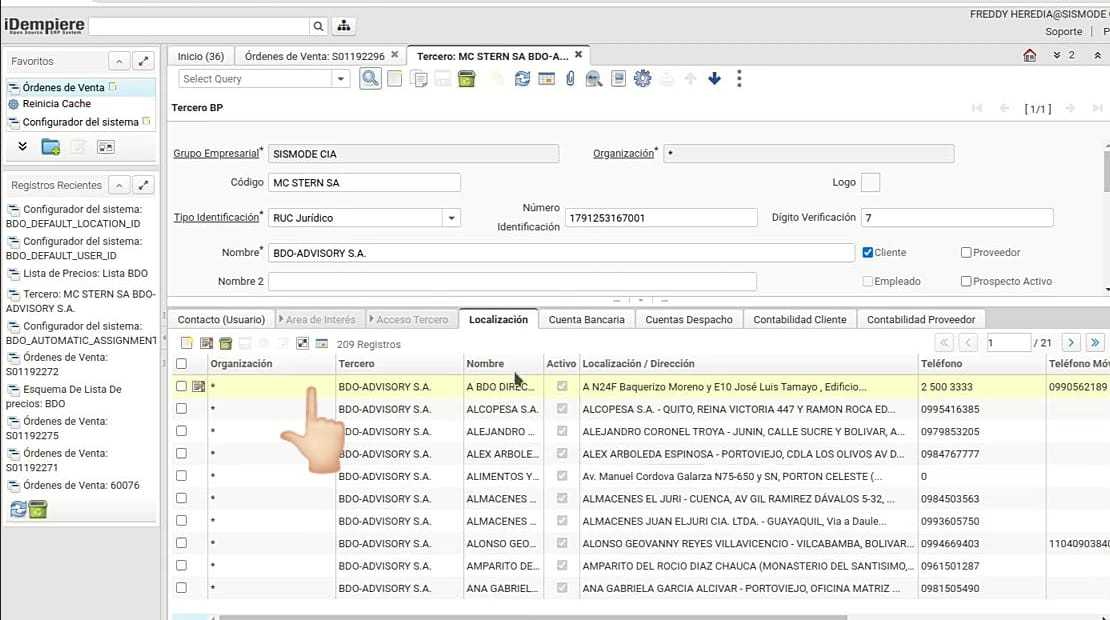 FREDDY HEREDIA@SISMODE
iDempiere
Open Source ERP System
Soporte
Favoritos
Órdenes de Venta
Reinicia Cache
Configurador del sistema
Registros Recientes
Configurador del sistema:
BDO_DEFAULT_LOCATION_ID
Configurador del sistema:
BDO_DEFAULT_USER_ID
Lista de Precios: Lista BDO
Tercero: MC STERN SA BDO-
ADVISORY S.A.
Configurador del sistema:
BDO_AUTOMATIC_ASSIGNMENT
Órdenes de Venta:
S01192272
Esquema De Lista De
precios: BDO
Órdenes de Venta:
S01192275
Órdenes de Venta:
S01192271
Órdenes de Venta: 60076
Inicio (36) Órdenes de Venta: S01192296 Tercero: MC STERN SA BDO-A... 2
Select Query
Tercero BP [1/1]
Grupo Empresarial* SISMODE CIA Organización* *
Código MC STERN SA Logo
Tipo Identificación* RUC Jurídico Número Identificación 1791253167001 Dígito Verificación 7
Nombre* BDO-ADVISORY S.A. Cliente Proveedor
Nombre 2 Empleado Prospecto Activo
Contacto (Usuario) Area de Interés Acceso Tercero Localización Cuenta Bancaria Cuentas Despacho Contabilidad Cliente Contabilidad Proveedor
209 Registros 1 / 21
Organización Tercero Nombre Activo Localización / Dirección Teléfono Teléfono
* BDO-ADVISORY S.A. A BDO DIREC... A N24F Baquerizo Moreno y E10 José Luis Tamayo , Edificio... 2 500 3333 0990562189
* BDO-ADVISORY S.A. ALCOPESA S.A. ALCOPESA S.A. - QUITO, REINA VICTORIA 447 Y RAMON ROCA ED... 0995416385
* BDO-ADVISORY S.A. ALEJANDRO ... ALEJANDRO CORONEL TROYA - JUNIN, CALLE SUCRE Y BOLIVAR, A... 0979853205
* BDO-ADVISORY S.A. ALEX ARBOLE... ALEX ARBOLEDA ESPINOSA - PORTOVIEJO, CDLA LOS OLIVOS AV D... 0984767777
* BDO-ADVISORY S.A. ALIMENTOS Y... Av. Manuel Cordova Galarza N75-650 y SN, PORTON CELESTE (... 0
* BDO-ADVISORY S.A. ALMACENES ... ALMACENES EL JURI - CUENCA, AV GIL RAMIREZ DÁVALOS 5-32, ... 0984503563
* BDO-ADVISORY S.A. ALMACENES ... ALMACENES JUAN ELJURI CIA. LTDA. - GUAYAQUIL, Via a Daule... 0993605750
* BDO-ADVISORY S.A. ALONSO GEO... ALONSO GEOVANNY REYES VILLAVICENCIO - VILCABAMBA, BOLIVAR... 0994669403 1104090384
* BDO-ADVISORY S.A. AMPARITO DE... AMPARITO DEL ROCIO DIAZ CHAUCA (MONASTERIO DEL SANTISIMO,... 0961501287
* BDO-ADVISORY S.A. ANA GABRIEL... ANA GABRIELA GARCIA ALCIVAR - PORTOVIEJO, OFICINA MATRIZ ... 0981505490